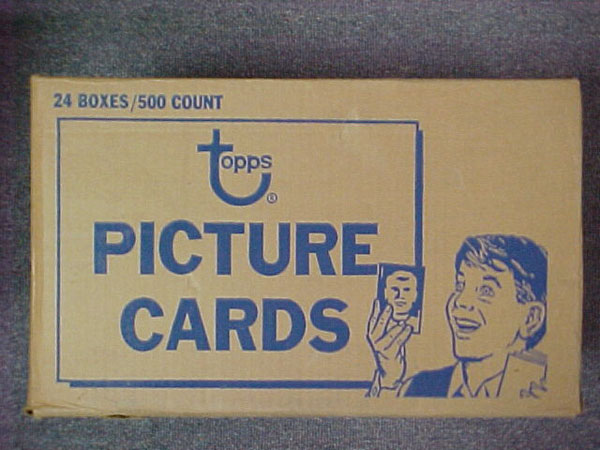 24 BOXES/500 COUNT
topps®
PICTURE
CARDS